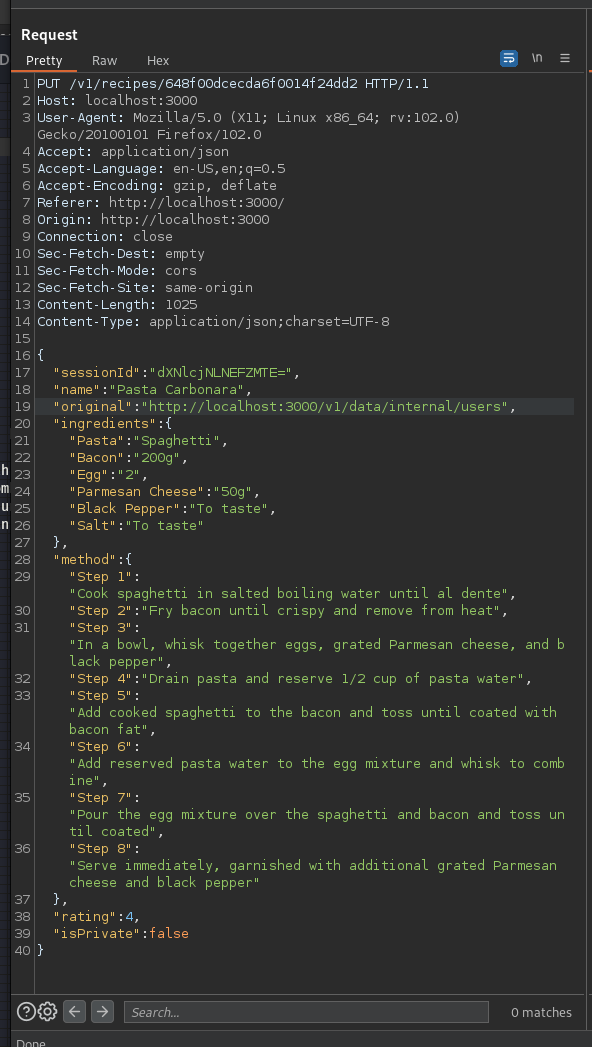 Request
Pretty Raw Hex \n
1 PUT /v1/recipes/648f00dcecda6f0014f24dd2 HTTP/1.1
2 Host: localhost:3000
3 User-Agent: Mozilla/5.0 (X11; Linux x86_64; rv:102.0)
Gecko/20100101 Firefox/102.0
4 Accept: application/json
5 Accept-Language: en-US,en;q=0.5
6 Accept-Encoding: gzip, deflate
7 Referer: http://localhost:3000/
8 Origin: http://localhost:3000
9 Connection: close
10 Sec-Fetch-Dest: empty
11 Sec-Fetch-Mode: cors
12 Sec-Fetch-Site: same-origin
13 Content-Length: 1025
14 Content-Type: application/json;charset=UTF-8
15
16 {
17 "sessionId":"dXNlcjNLNEFZMTE=",
18 "name":"Pasta Carbonara",
19 "original":"http://localhost:3000/v1/data/internal/users",
20 "ingredients":{
21 "Pasta":"Spaghetti",
22 "Bacon":"200g",
23 "Egg":"2",
24 "Parmesan Cheese":"50g",
25 "Black Pepper":"To taste",
26 "Salt":"To taste"
27 },
28 "method":{
29 "Step 1":
"Cook spaghetti in salted boiling water until al dente",
30 "Step 2":"Fry bacon until crispy and remove from heat",
31 "Step 3":
"In a bowl, whisk together eggs, grated Parmesan cheese, and b
lack pepper",
32 "Step 4":"Drain pasta and reserve 1/2 cup of pasta water",
33 "Step 5":
"Add cooked spaghetti to the bacon and toss until coated with
bacon fat",
34 "Step 6":
"Add reserved pasta water to the egg mixture and whisk to comb
ine",
35 "Step 7":
"Pour the egg mixture over the spaghetti and bacon and toss un
til coated",
36 "Step 8":
"Serve immediately, garnished with additional grated Parmesan
cheese and black pepper"
37 },
38 "rating":4,
39 "isPrivate":false
40 }
Search... 0 matches
Done